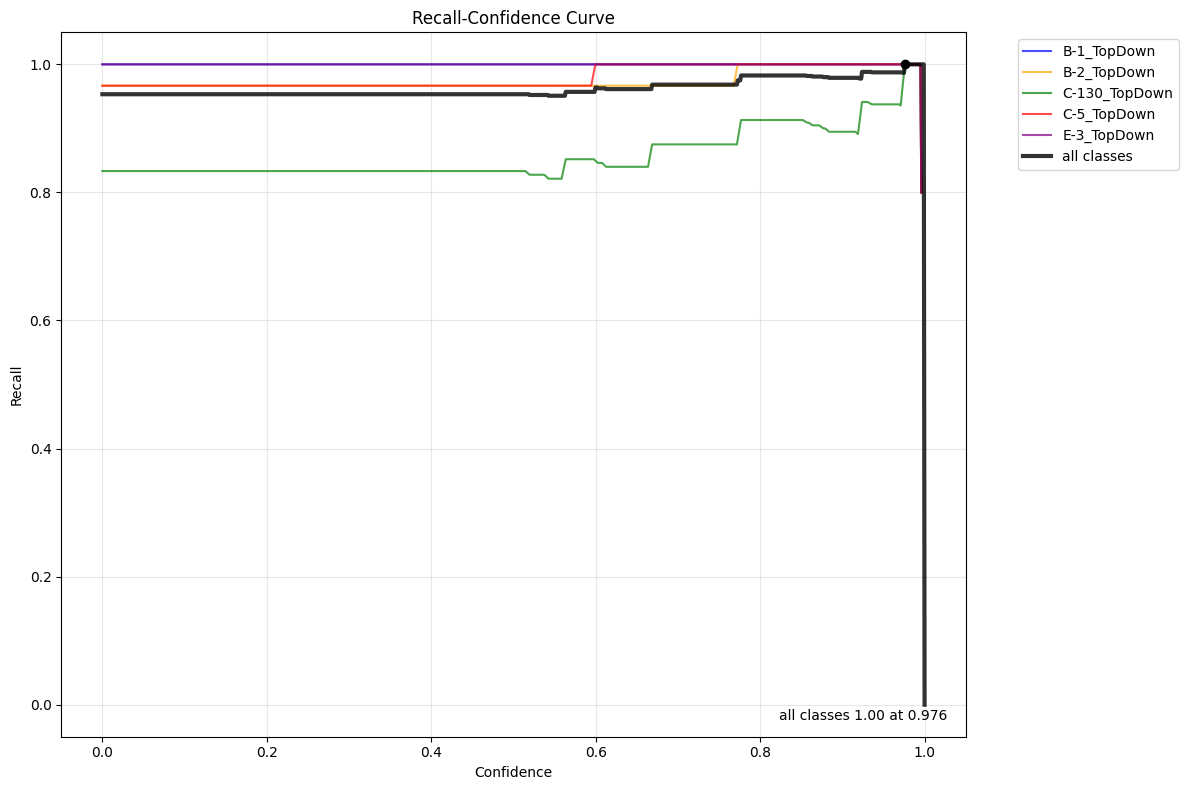 Recall-Confidence Curve
B-1_TopDown
B-2_TopDown
C-130_TopDown
C-5_TopDown
E-3_TopDown
all classes
1.0
0.8
0.6
0.4
0.2
0.0
Recall
all classes 1.00 at 0.976
0.0 0.2 0.4 0.6 0.8 1.0
Confidence